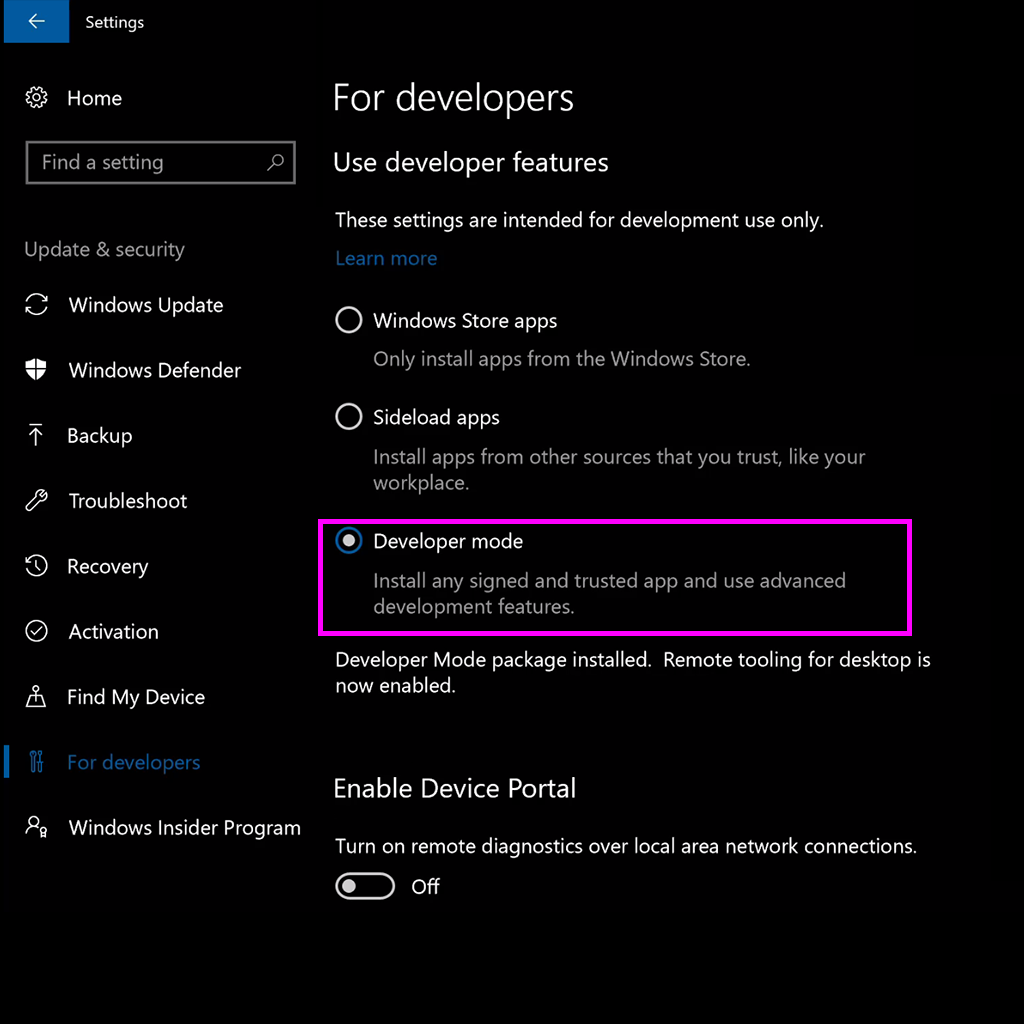 Settings
Home
Find a setting
Update & security
Windows Update
Windows Defender
Backup
Troubleshoot
Recovery
Activation
Find My Device
For developers
Windows Insider Program
For developers
Use developer features
These settings are intended for development use only.
Learn more
Windows Store apps
Only install apps from the Windows Store.
Sideload apps
Install apps from other sources that you trust, like your
workplace.
Developer mode
Install any signed and trusted app and use advanced
development features.
Developer Mode package installed.  Remote tooling for desktop is
now enabled.
Enable Device Portal
Turn on remote diagnostics over local area network connections.
Off